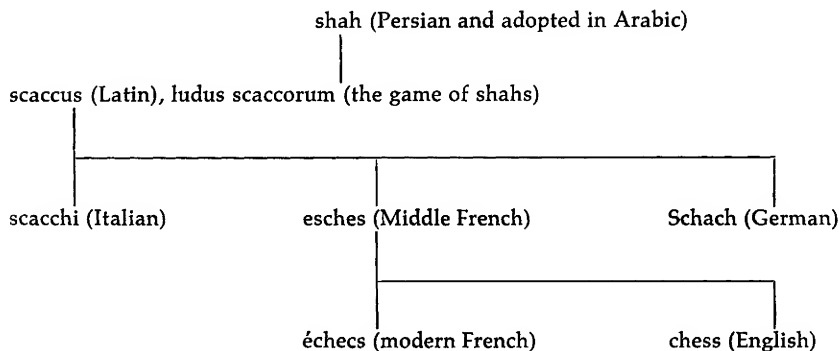 shah (Persian and adopted in Arabic)
scaccus (Latin), ludus scaccorum (the game of shahs)
scacchi (Italian) esches (Middle French) Schach (German)
échecs (modern French) chess (English)